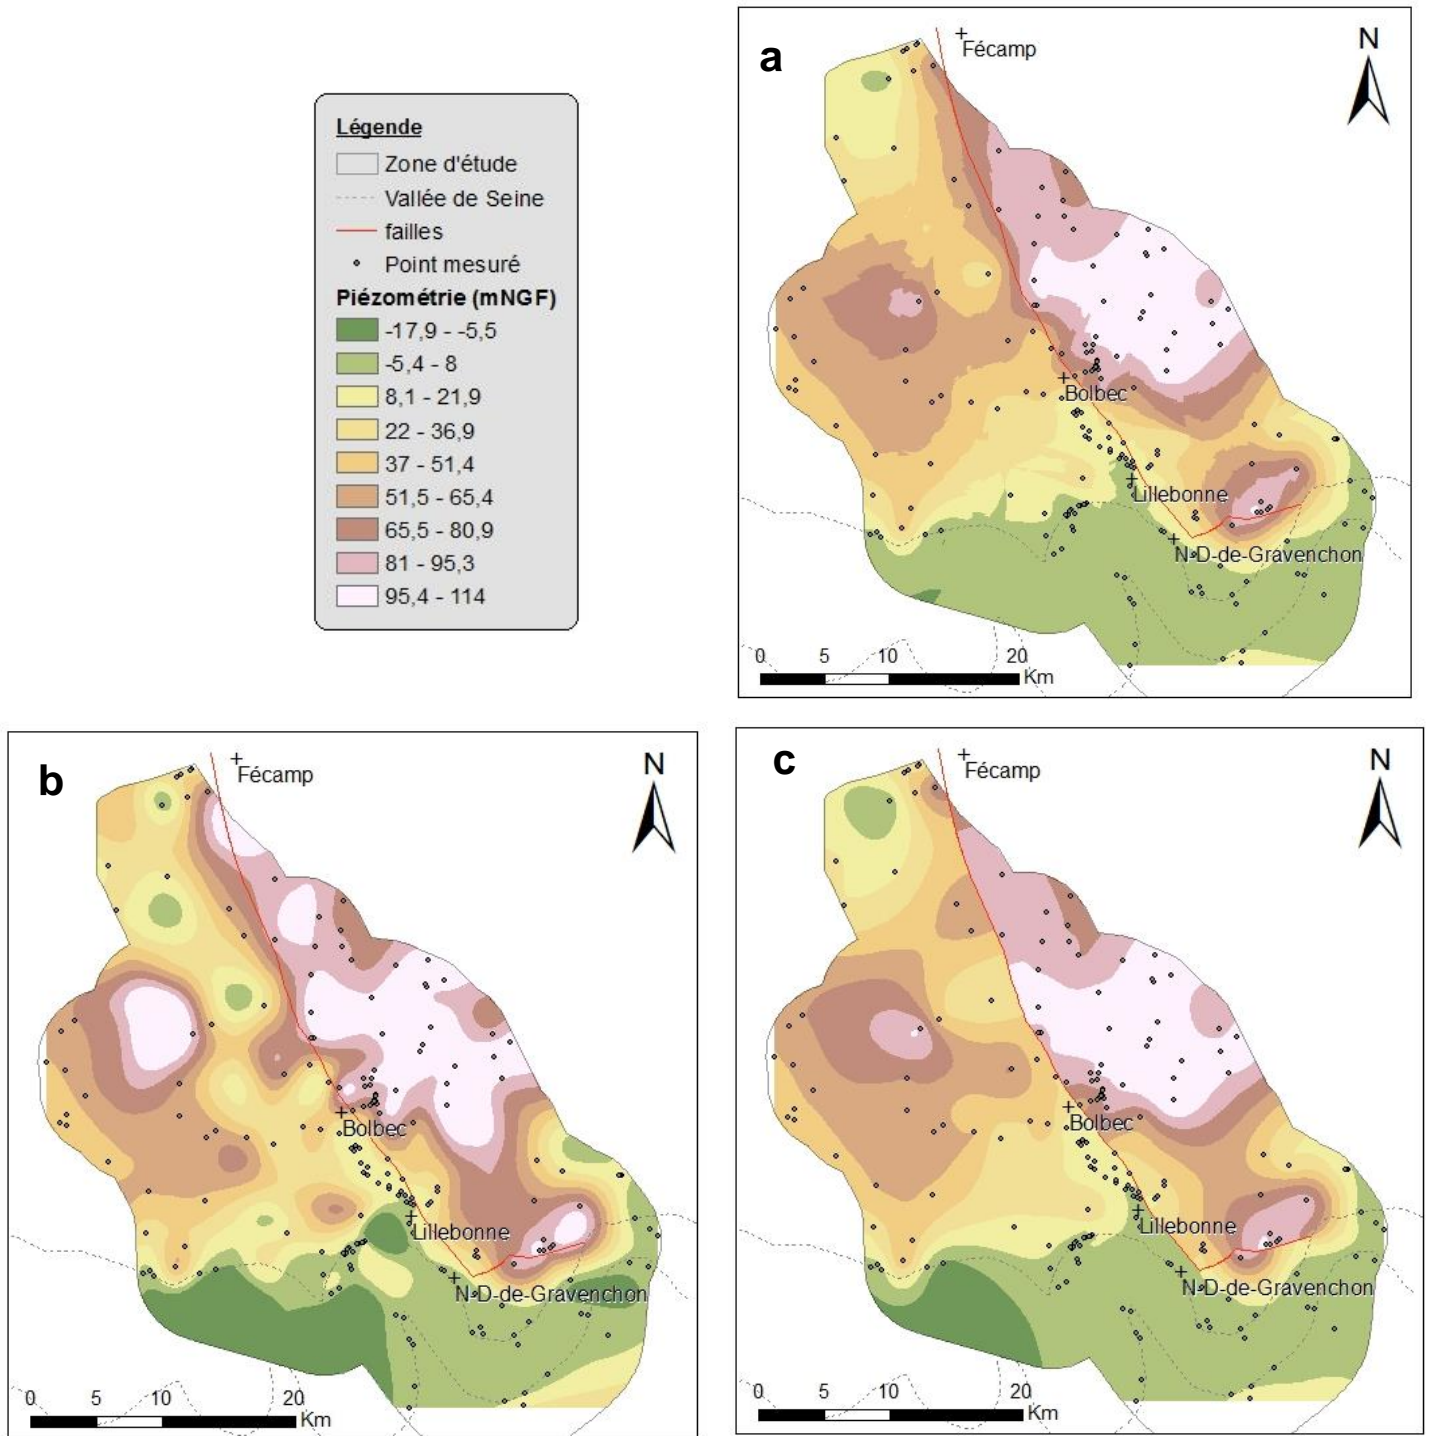 Légende
Zone d'étude
Vallée de Seine
failles
Point mesuré
Piézométrie (mNGF)
-17,9 - -5,5
-5,4 - 8
8,1 - 21,9
22 - 36,9
37 - 51,4
51,5 - 65,4
65,5 - 80,9
81 - 95,3
95,4 - 114
a
Fécamp
N
Bolbec
Lillebonne
N-D-de-Gravenchon
0 5 10 20
Km
b
Fécamp
N
Bolbec
Lillebonne
N-D-de-Gravenchon
0 5 10 20
Km
c
Fécamp
N
Bolbec
Lillebonne
N-D-de-Gravenchon
0 5 10 20
Km